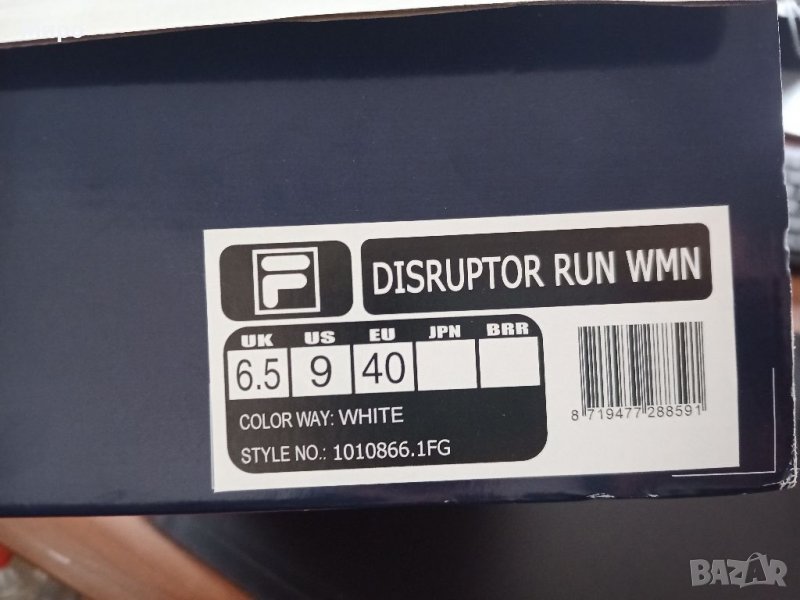 F
DISRUPTOR RUN WMN
UK US EU JPN BRR
6.5 9 40
COLOR WAY: WHITE
STYLE NO.: 1010866.1FG
8 719477 288591
BAZAR